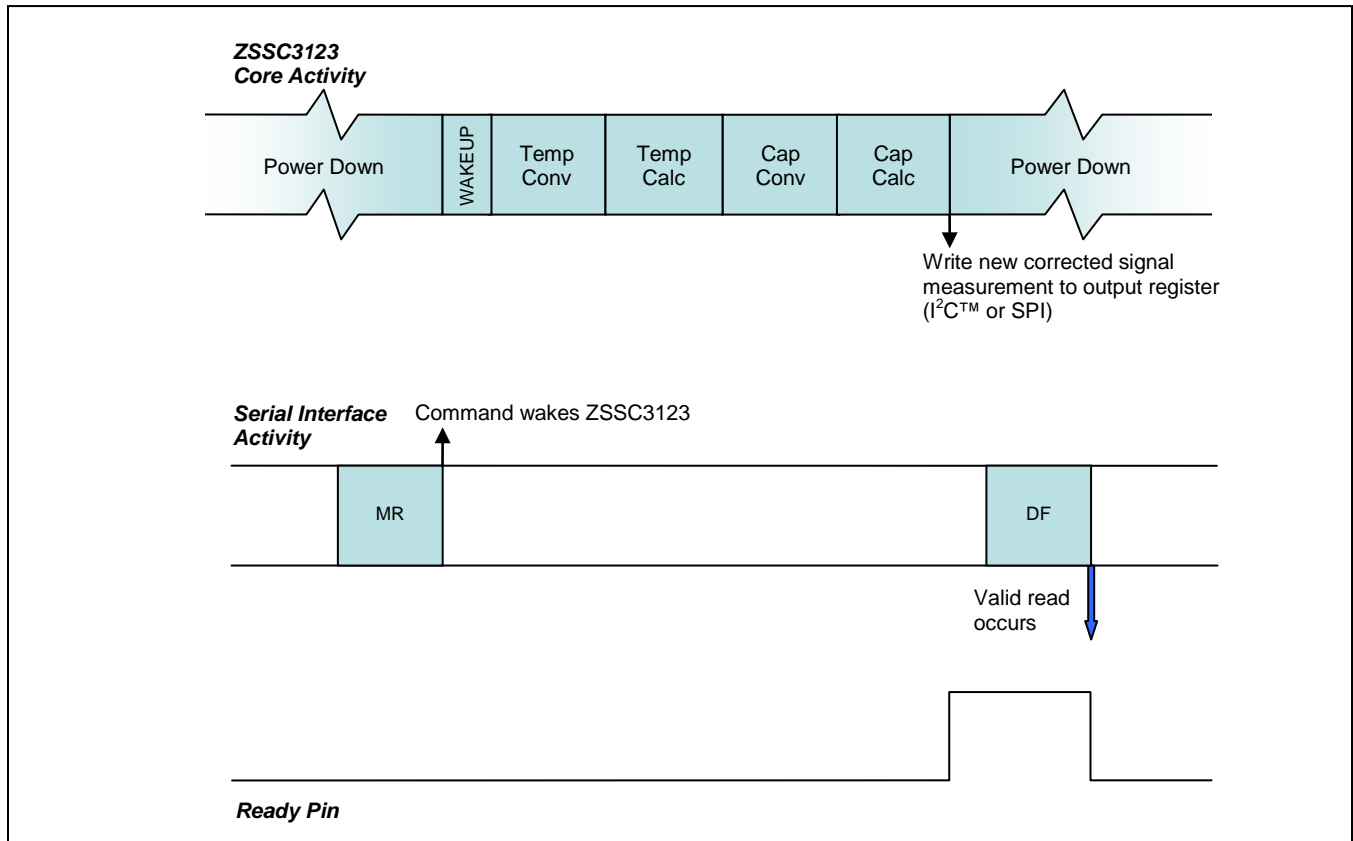 ZSSC3123
Core Activity
Power Down
WAKEUP
Temp
Conv
Temp
Calc
Cap
Conv
Cap
Calc
Power Down
Write new corrected signal
measurement to output register
(I²C™ or SPI)
Serial Interface
Activity
Command wakes ZSSC3123
MR
DF
Valid read
occurs
Ready Pin